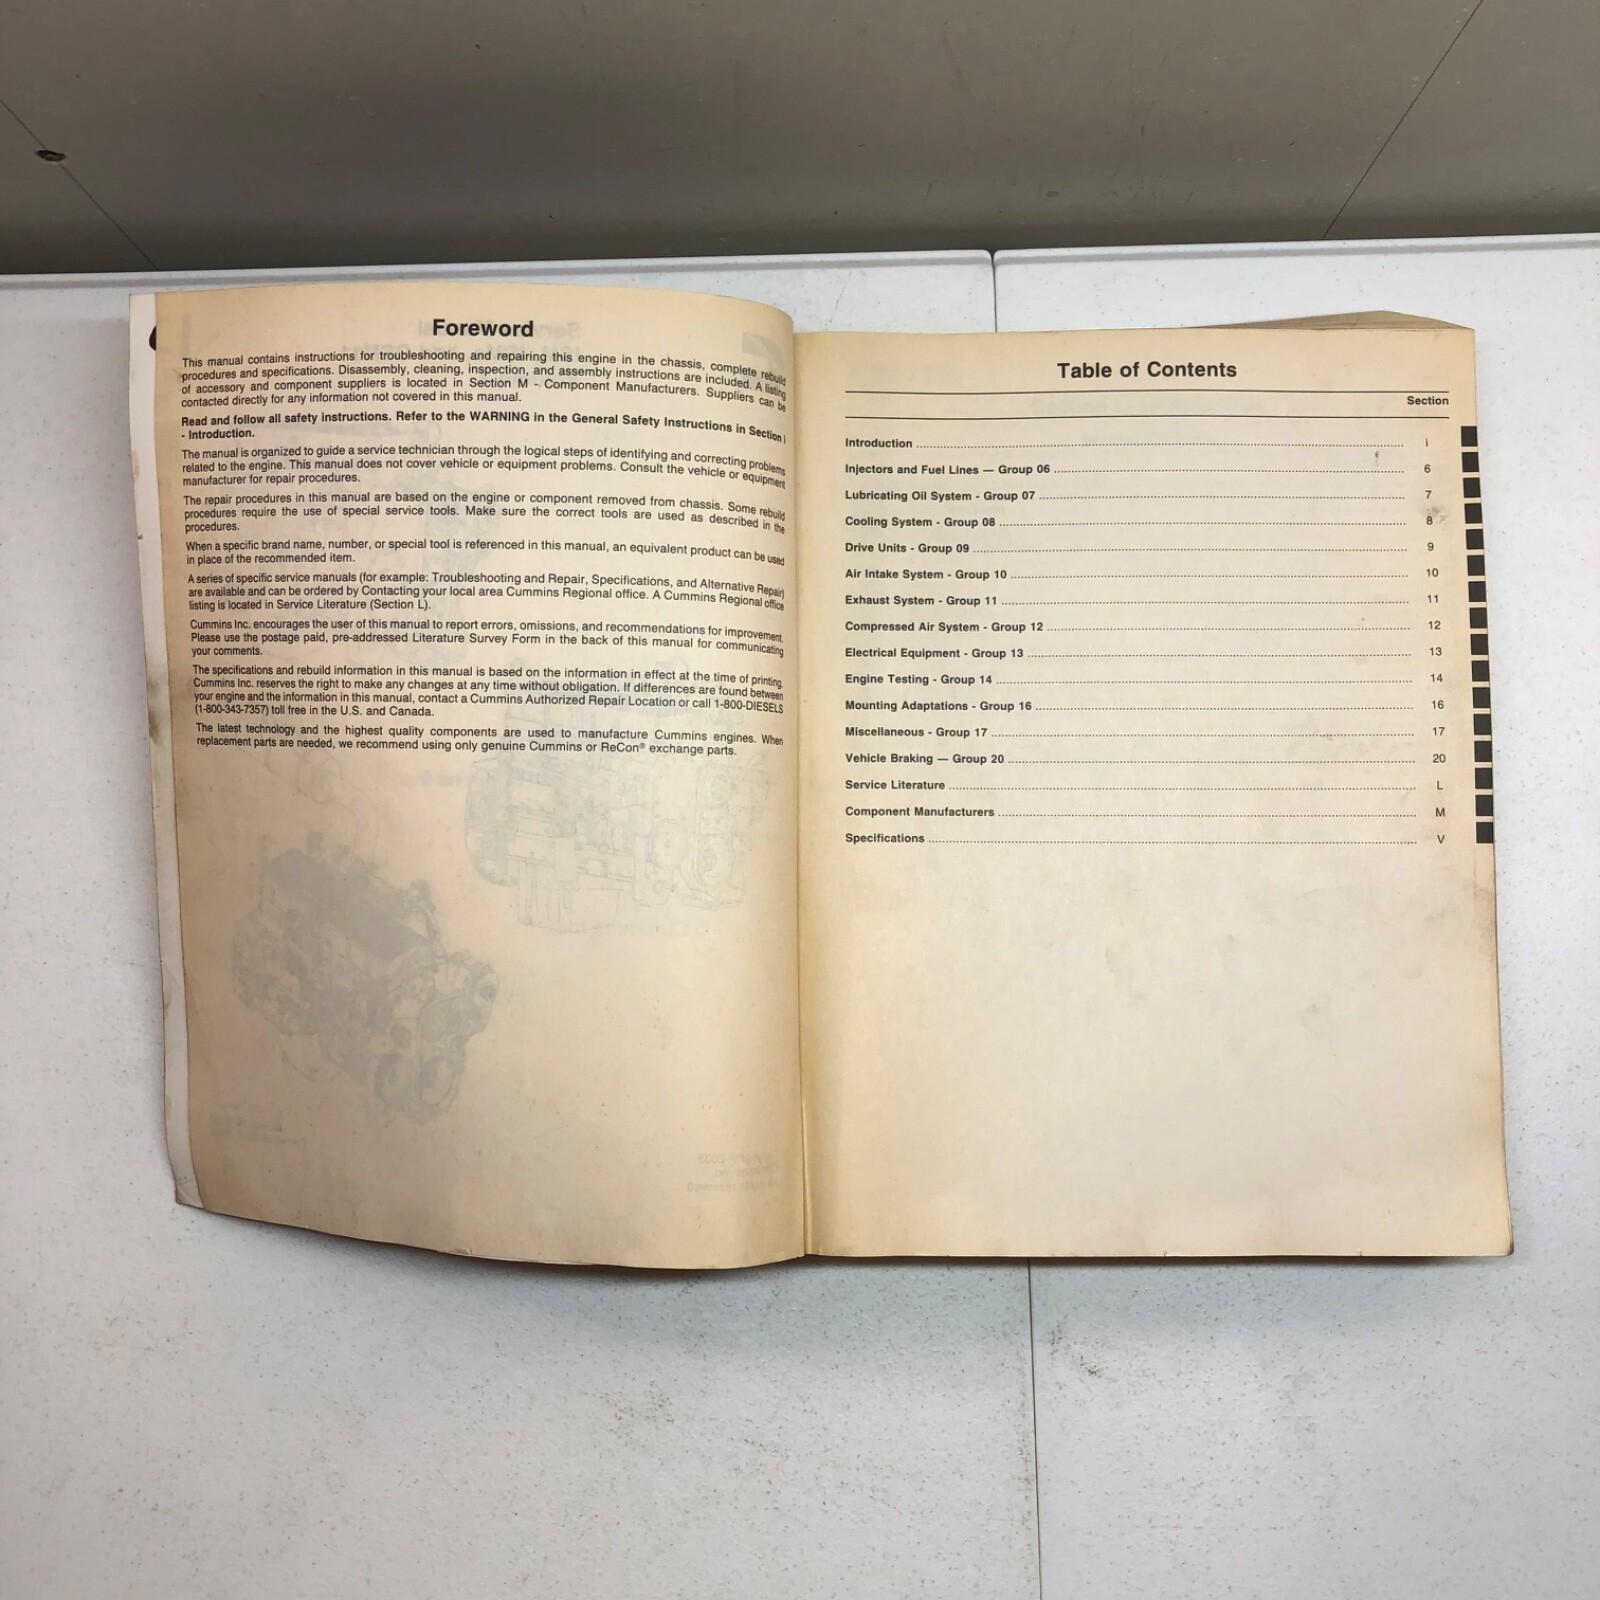 Foreword
This manual contains instructions for troubleshooting and repairing this engine in the chassis, complete rebuild
procedures and specifications. Disassembly, cleaning, inspection, and assembly instructions are included. A listing
of accessory and component suppliers is located in Section M - Component Manufacturers. Suppliers can be
contacted directly for any information not covered in this manual.
Read and follow all safety instructions. Refer to the WARNING in the General Safety Instructions in Section i
- Introduction.
The manual is organized to guide a service technician through the logical steps of identifying and correcting problems
related to the engine. This manual does not cover vehicle or equipment problems. Consult the vehicle or equipment
manufacturer for repair procedures.
The repair procedures in this manual are based on the engine or component removed from chassis. Some rebuild
procedures require the use of special service tools. Make sure the correct tools are used as described in the
procedures.
When a specific brand name, number, or special tool is referenced in this manual, an equivalent product can be used
in place of the recommended item.
A series of specific service manuals (for example: Troubleshooting and Repair, Specifications, and Alternative Repair)
are available and can be ordered by Contacting your local area Cummins Regional office. A Cummins Regional office
listing is located in Service Literature (Section L).
Cummins Inc. encourages the user of this manual to report errors, omissions, and recommendations for improvement.
Please use the postage paid, pre-addressed Literature Survey Form in the back of this manual for communicating
your comments.
The specifications and rebuild information in this manual is based on the information in effect at the time of printing.
Cummins Inc. reserves the right to make any changes at any time without obligation. If differences are found between
your engine and the information in this manual, contact a Cummins Authorized Repair Location or call 1-800-DIESELS
(1-800-343-7357) toll free in the U.S. and Canada.
The latest technology and the highest quality components are used to manufacture Cummins engines. When
replacement parts are needed, we recommend using only genuine Cummins or ReCon® exchange parts.
Table of Contents
Section
Introduction ........ i
Injectors and Fuel Lines — Group 06 ........ 6
Lubricating Oil System - Group 07 ........ 7
Cooling System - Group 08 ........ 8
Drive Units - Group 09 ........ 9
Air Intake System - Group 10 ........ 10
Exhaust System - Group 11 ........ 11
Compressed Air System - Group 12 ........ 12
Electrical Equipment - Group 13 ........ 13
Engine Testing - Group 14 ........ 14
Mounting Adaptations - Group 16 ........ 16
Miscellaneous - Group 17 ........ 17
Vehicle Braking — Group 20 ........ 20
Service Literature ........ L
Component Manufacturers ........ M
Specifications ........ V